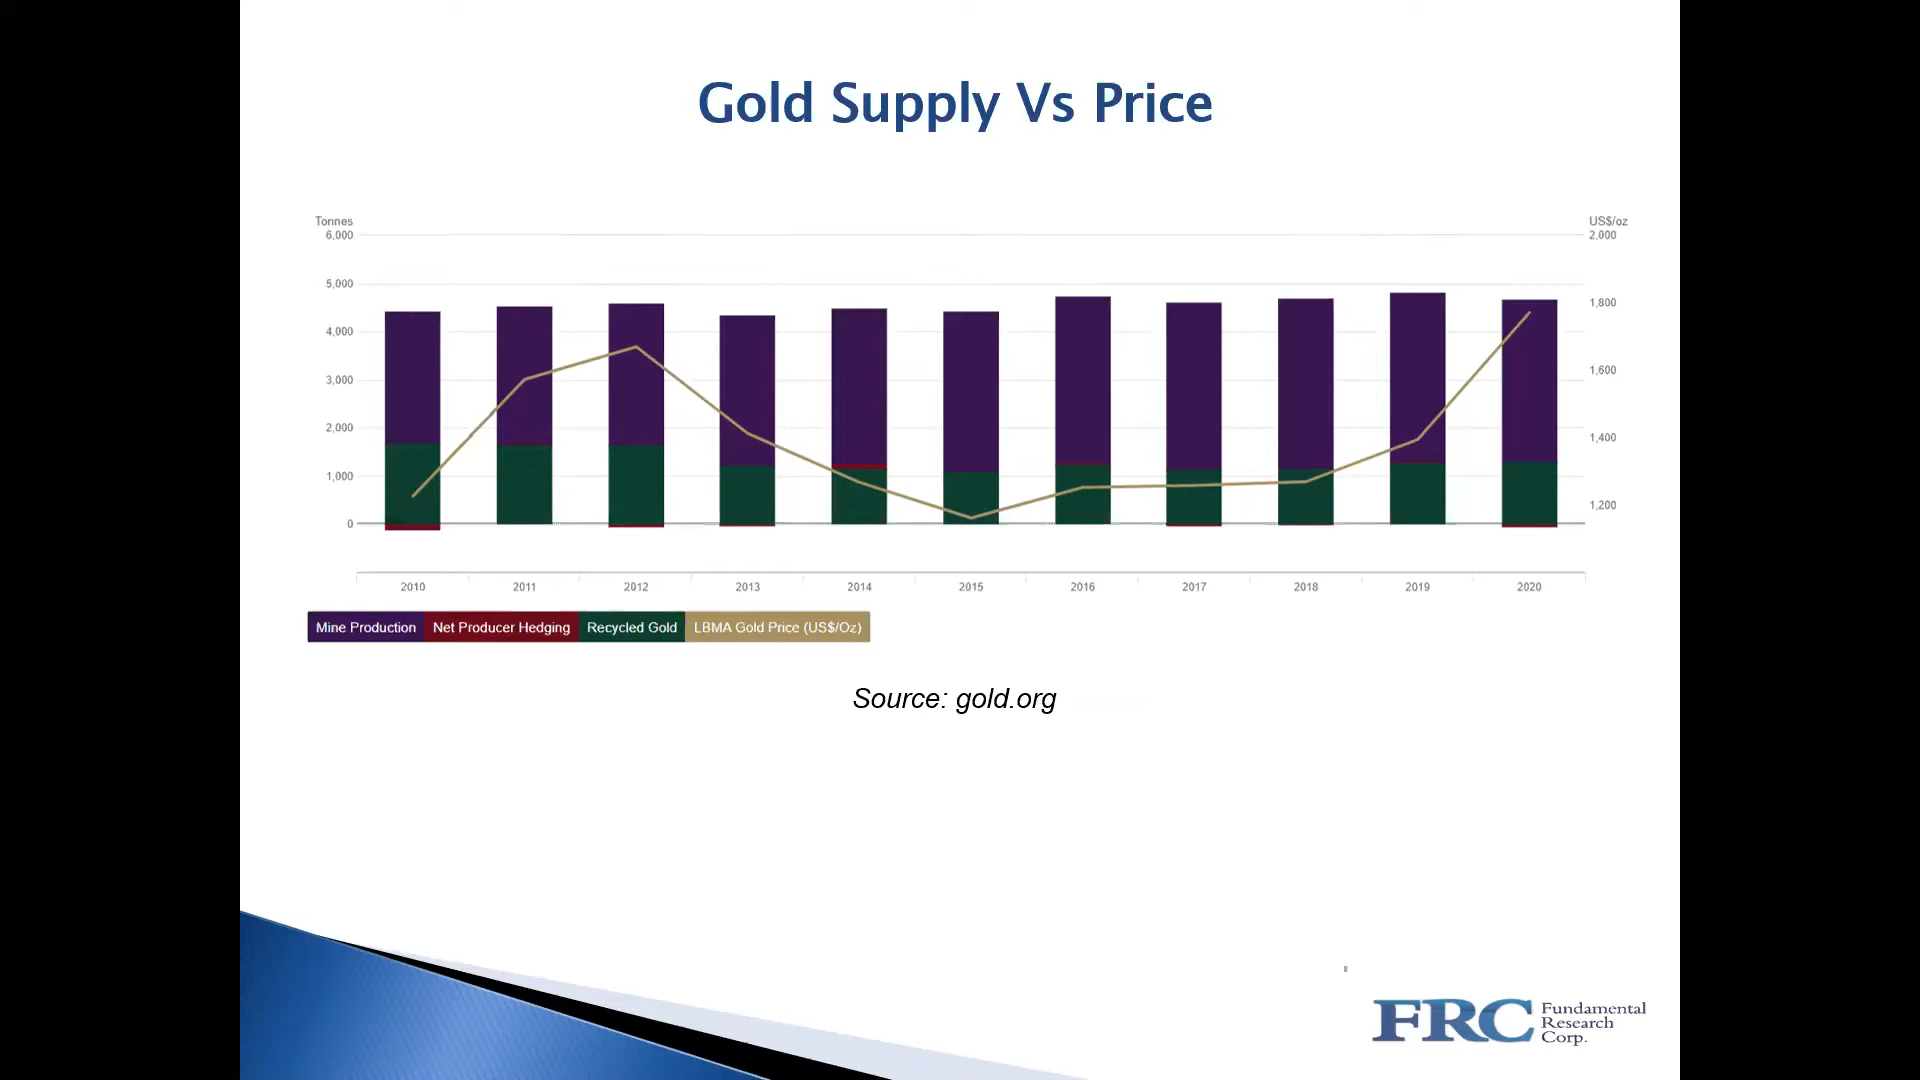 Gold Supply Vs Price
Tonnes
US$/oz
6,000
2,000
5,000
1,800
4,000
1,600
3,000
1,400
2,000
1,000
1,200
0
2010 2011 2012 2013 2014 2015 2016 2017 2018 2019 2020
Mine Production Net Producer Hedging Recycled Gold LBMA Gold Price (US$/Oz)
Source: gold.org
FRC
Fundamental
Research
Corp.